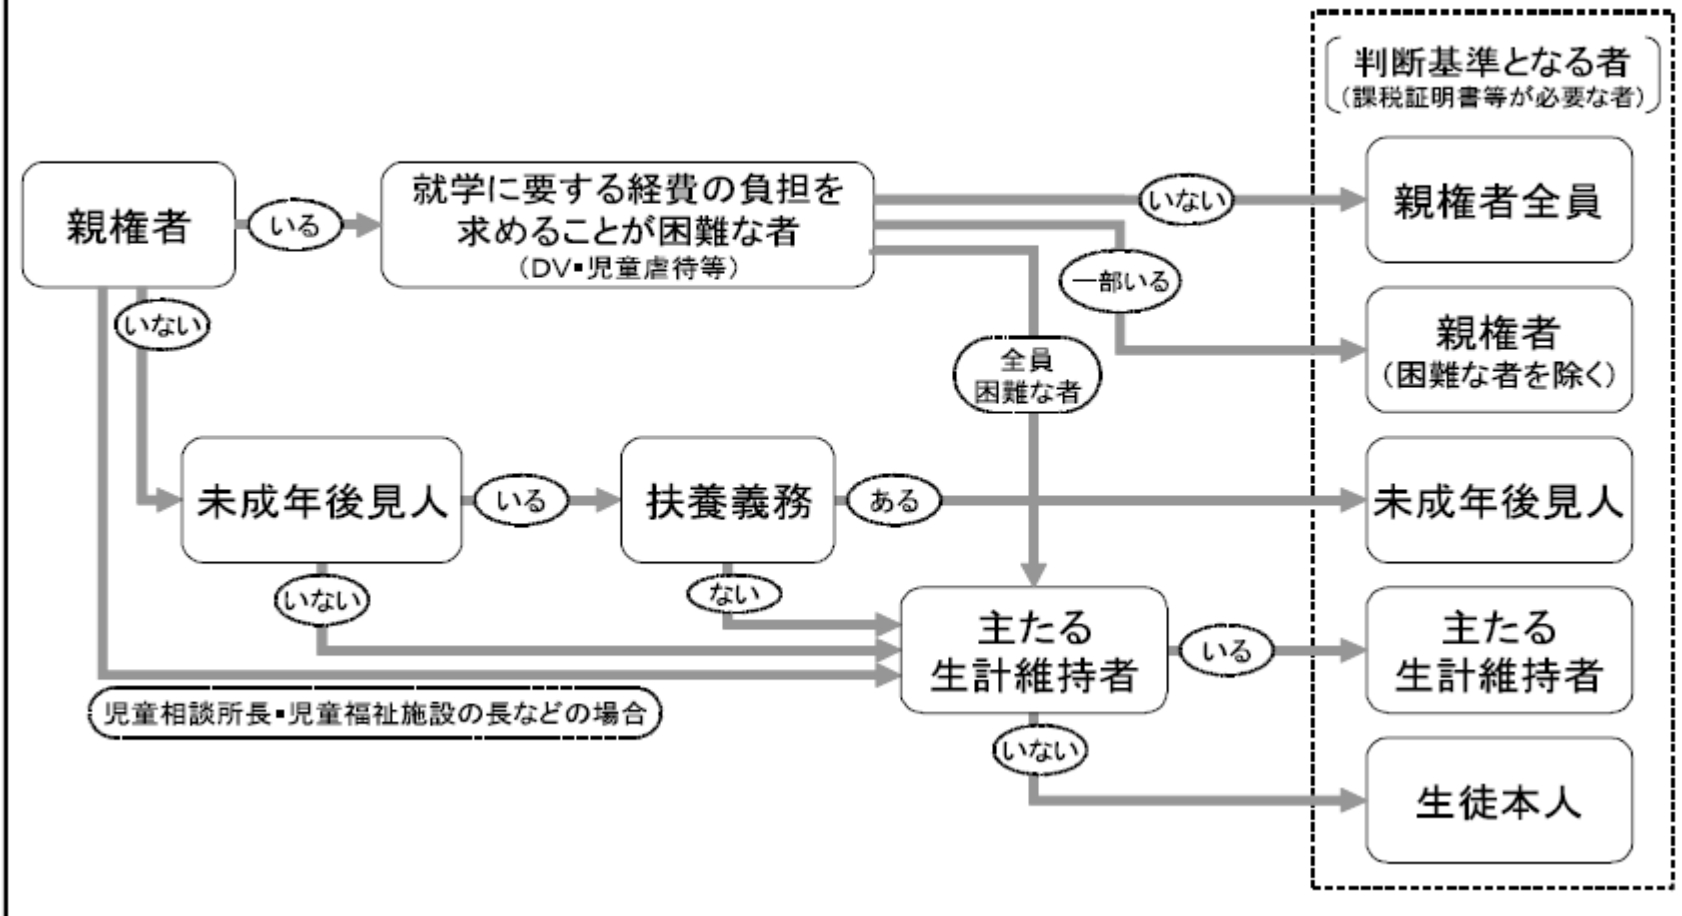 判断基準となる者
(課税証明書等が必要な者)
親権者
いる
就学に要する経費の負担を
求めることが困難な者
(DV・児童虐待等)
いない
親権者全員
一部いる
親権者
(困難な者を除く)
いない
全員
困難な者
未成年後見人
いる
扶養義務
ある
未成年後見人
いない
ない
主たる
生計維持者
いる
主たる
生計維持者
児童相談所長・児童福祉施設の長などの場合
いない
生徒本人